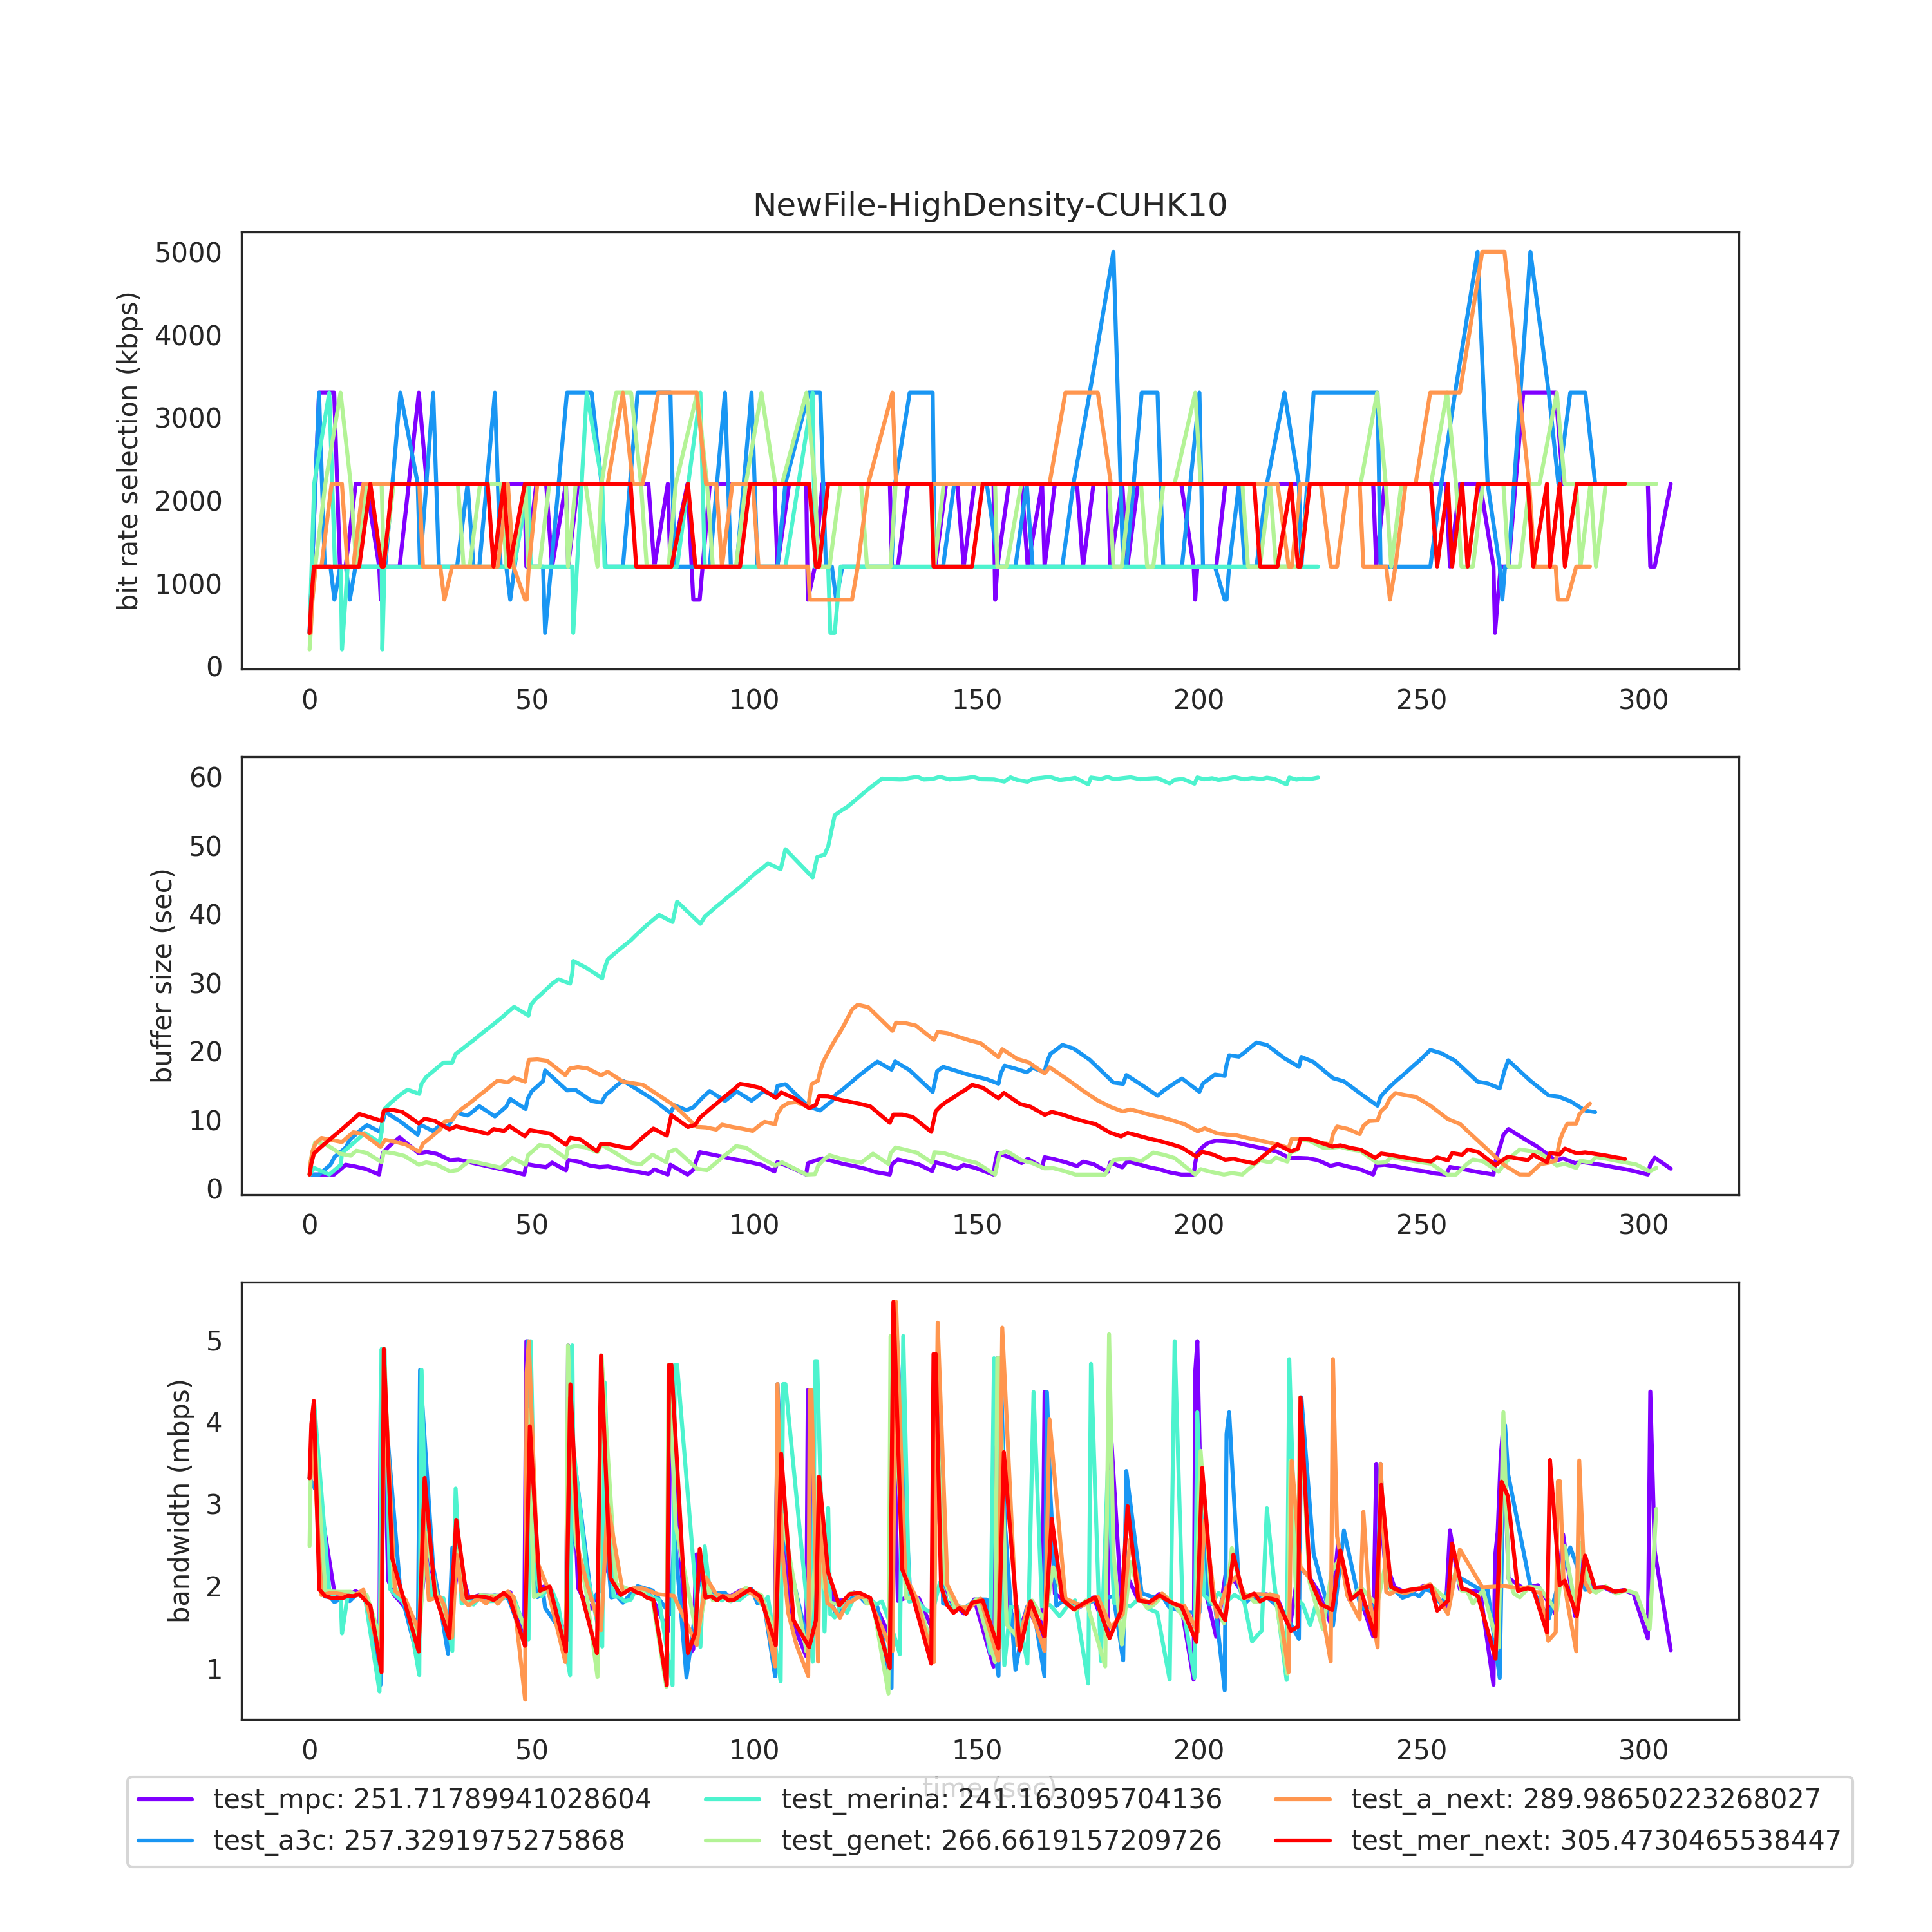 NewFile-HighDensity-CUHK10
bit rate selection (kbps)
5000
4000
3000
2000
1000
0
0 50 100 150 200 250 300
buffer size (sec)
60
50
40
30
20
10
0
0 50 100 150 200 250 300
bandwidth (mbps)
5
4
3
2
1
0 50 100 150 200 250 300
time (sec)
test_mpc: 251.71789941028604
test_a3c: 257.3291975275868
test_merina: 241.163095704136
test_genet: 266.6619157209726
test_a_next: 289.98650223268027
test_mer_next: 305.4730465538447